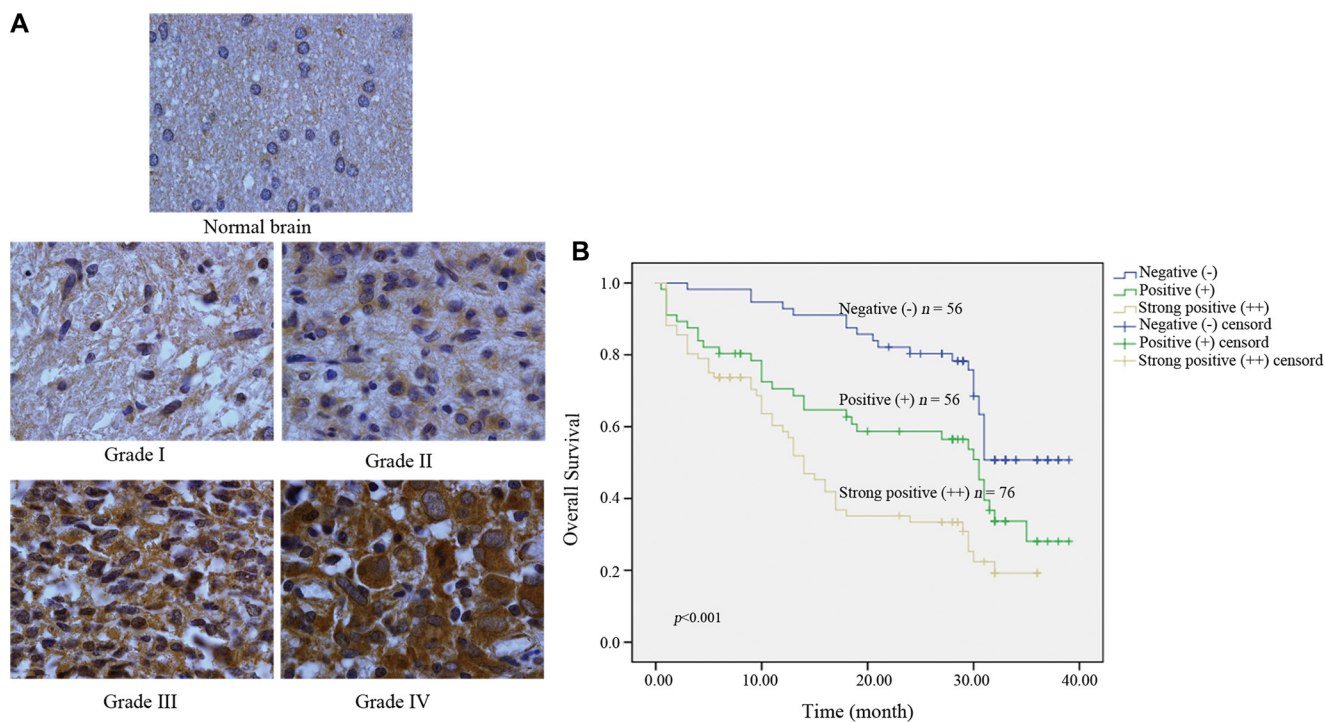 A
Normal brain
Grade I
Grade II
Grade III
Grade IV
B
Overall Survival
1.0
0.8
0.6
0.4
0.2
0.0
Negative (-) n = 56
Positive (+) n = 56
Strong positive (++) n = 76
p<0.001
0.00 10.00 20.00 30.00 40.00
Time (month)
Negative (-)
Positive (+)
Strong positive (++)
Negative (-) censord
Positive (+) censord
Strong positive (++) censord